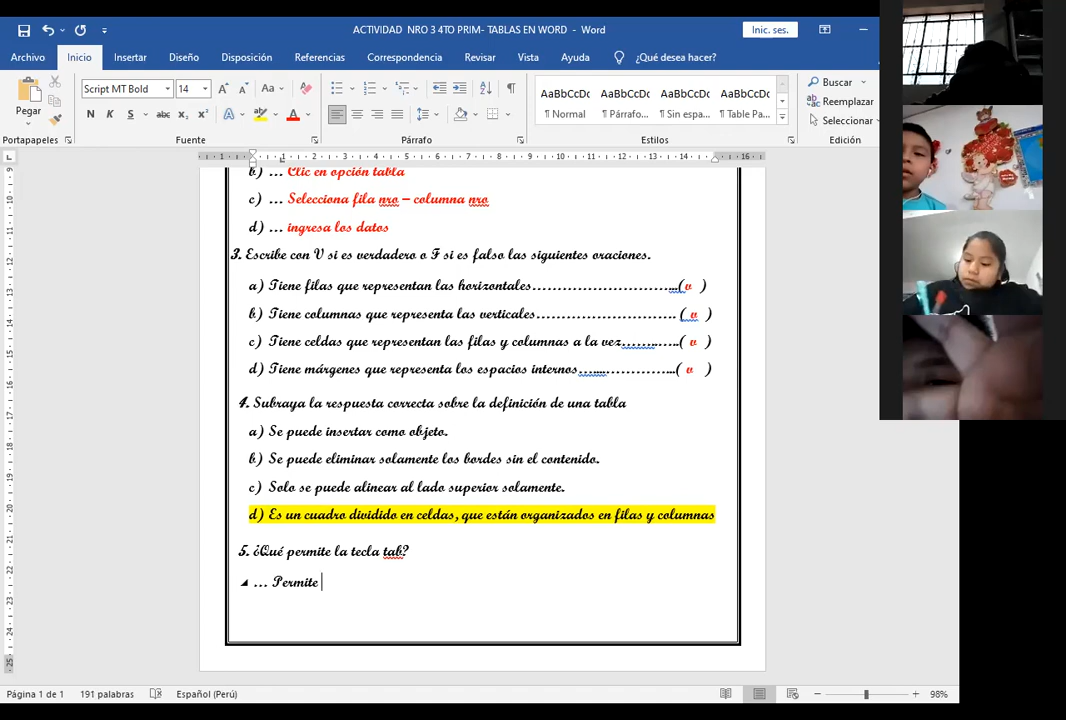 ACTIVIDAD NRO 3 4TO PRIM- TABLAS EN WORD - Word
Inic. ses.
Archivo Inicio Insertar Diseño Disposición Referencias Correspondencia Revisar Vista Ayuda ¿Qué desea hacer?
Pegar
Script MT Bold 14
N K S abc x₂ x²
AaBbCcDc AaBbCcDc AaBbCcDc AaBbCcDc
¶ Normal ¶ Párrafo... ¶ Sin espa... ¶ Table Pa...
Buscar
Reemplazar
Seleccionar
Portapapeles Fuente Párrafo Estilos Edición
b) ... Clic en opción tabla
c) ... Selecciona fila nro – columna nro
d) ... ingresa los datos
3. Escribe con V si es verdadero o F si es falso las siguientes oraciones.
a) Tiene filas que representan las horizontales..............................(v )
b) Tiene columnas que representa las verticales............................ ( v )
c) Tiene celdas que representan las filas y columnas a la vez.............( v )
d) Tiene márgenes que representa los espacios internos.......................( v )
4. Subraya la respuesta correcta sobre la definición de una tabla
a) Se puede insertar como objeto.
b) Se puede eliminar solamente los bordes sin el contenido.
c) Solo se puede alinear al lado superior solamente.
d) Es un cuadro dividido en celdas, que están organizados en filas y columnas
5. ¿Qué permite la tecla tab?
... Permite
Página 1 de 1 191 palabras Español (Perú) 98%